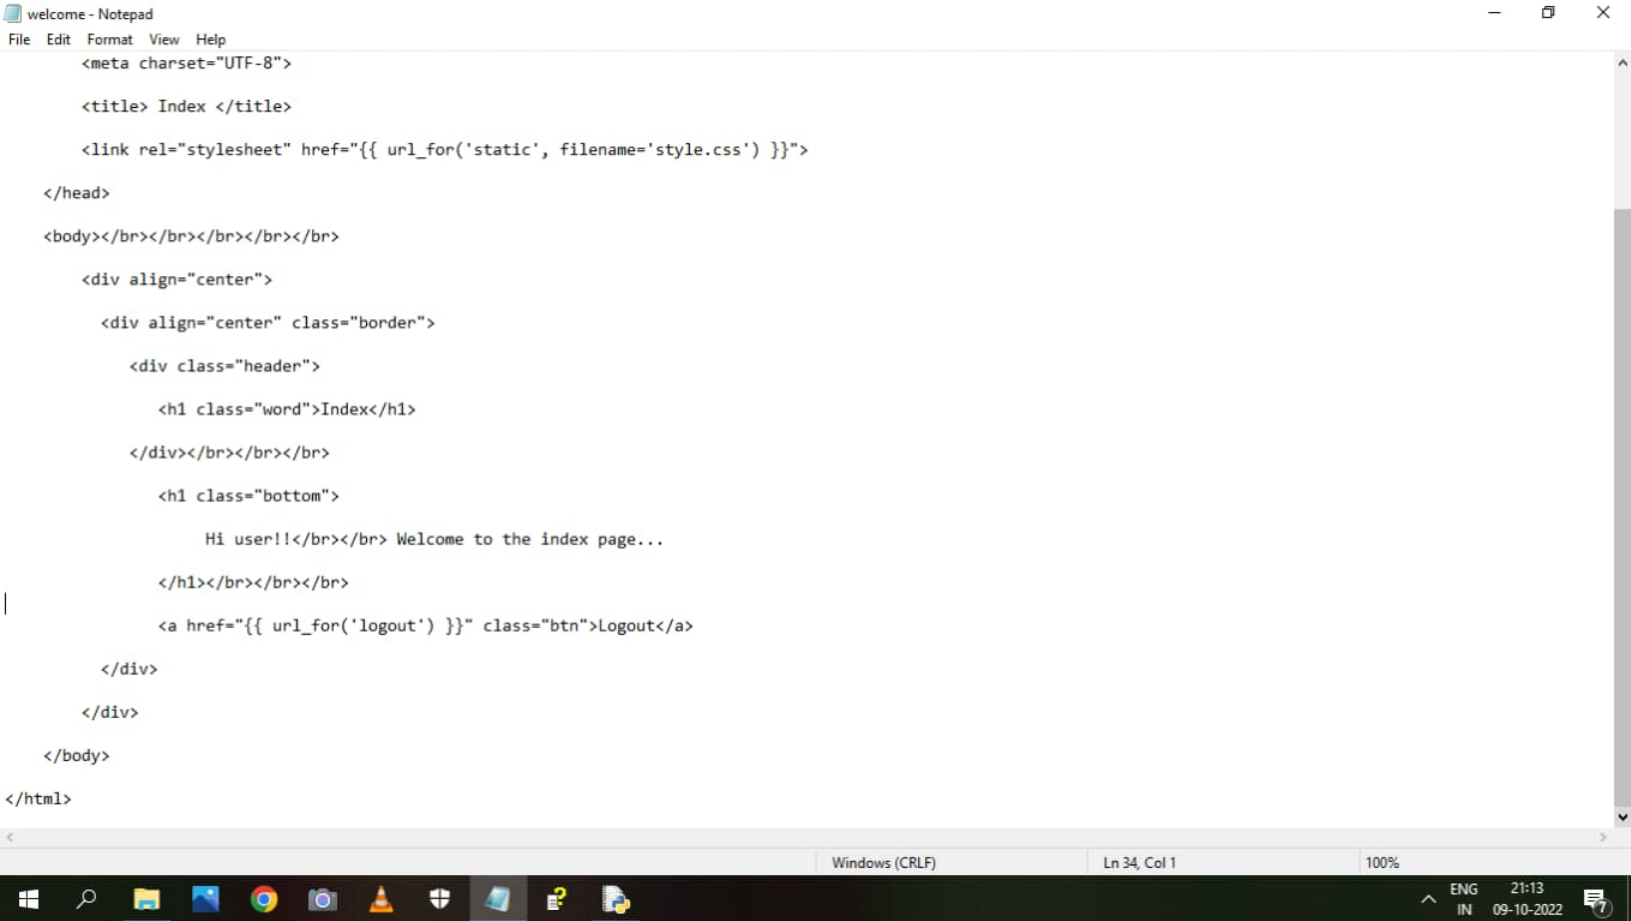 welcome - Notepad
File Edit Format View Help
<meta charset="UTF-8">
<title> Index </title>
<link rel="stylesheet" href="{{ url_for('static', filename='style.css') }}">
</head>
<body></br></br></br></br></br>
<div align="center">
<div align="center" class="border">
<div class="header">
<h1 class="word">Index</h1>
</div></br></br></br>
<h1 class="bottom">
Hi user!!</br></br> Welcome to the index page...
</h1></br></br></br>
<a href="{{ url_for('logout') }}" class="btn">Logout</a>
</div>
</div>
</body>
</html>
Windows (CRLF) Ln 34, Col 1 100%
ENG 21:13
IN 09-10-2022 7